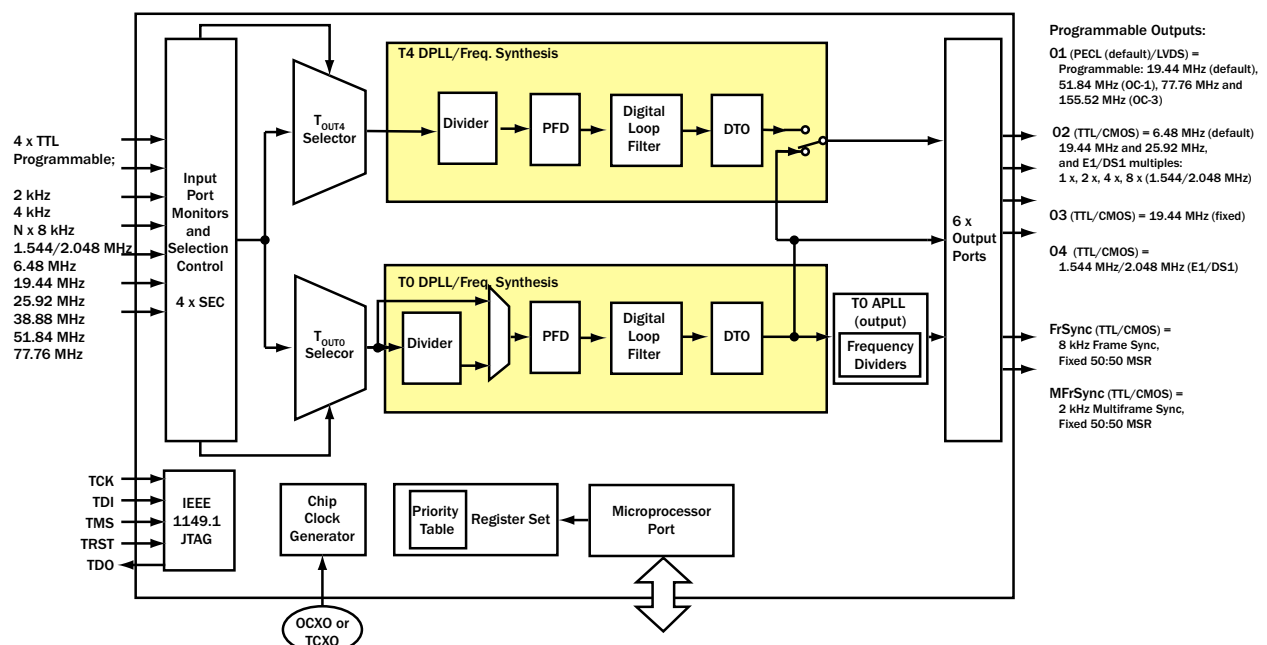 4 x TTL
Programmable;
2 kHz
4 kHz
N x 8 kHz
1.544/2.048 MHz
6.48 MHz
19.44 MHz
25.92 MHz
38.88 MHz
51.84 MHz
77.76 MHz
Input
Port
Monitors
and
Selection
Control
4 x SEC
TOUT4
Selector
TOUT0
Selecor
T4 DPLL/Freq. Synthesis
Divider
PFD
Digital
Loop
Filter
DTO
T0 DPLL/Freq. Synthesis
Divider
PFD
Digital
Loop
Filter
DTO
T0 APLL
(output)
Frequency
Dividers
6 x
Output
Ports
Programmable Outputs:
01 (PECL (default)/LVDS) =
Programmable: 19.44 MHz (default),
51.84 MHz (OC-1), 77.76 MHz and
155.52 MHz (OC-3)
02 (TTL/CMOS) = 6.48 MHz (default)
19.44 MHz and 25.92 MHz,
and E1/DS1 multiples:
1 x, 2 x, 4 x, 8 x (1.544/2.048 MHz)
03 (TTL/CMOS) = 19.44 MHz (fixed)
04 (TTL/CMOS) =
1.544 MHz/2.048 MHz (E1/DS1)
FrSync (TTL/CMOS) =
8 kHz Frame Sync,
Fixed 50:50 MSR
MFrSync (TTL/CMOS) =
2 kHz Multiframe Sync,
Fixed 50:50 MSR
TCK
TDI
TMS
TRST
TDO
IEEE
1149.1
JTAG
Chip
Clock
Generator
OCXO or
TCXO
Priority
Table
Register Set
Microprocessor
Port